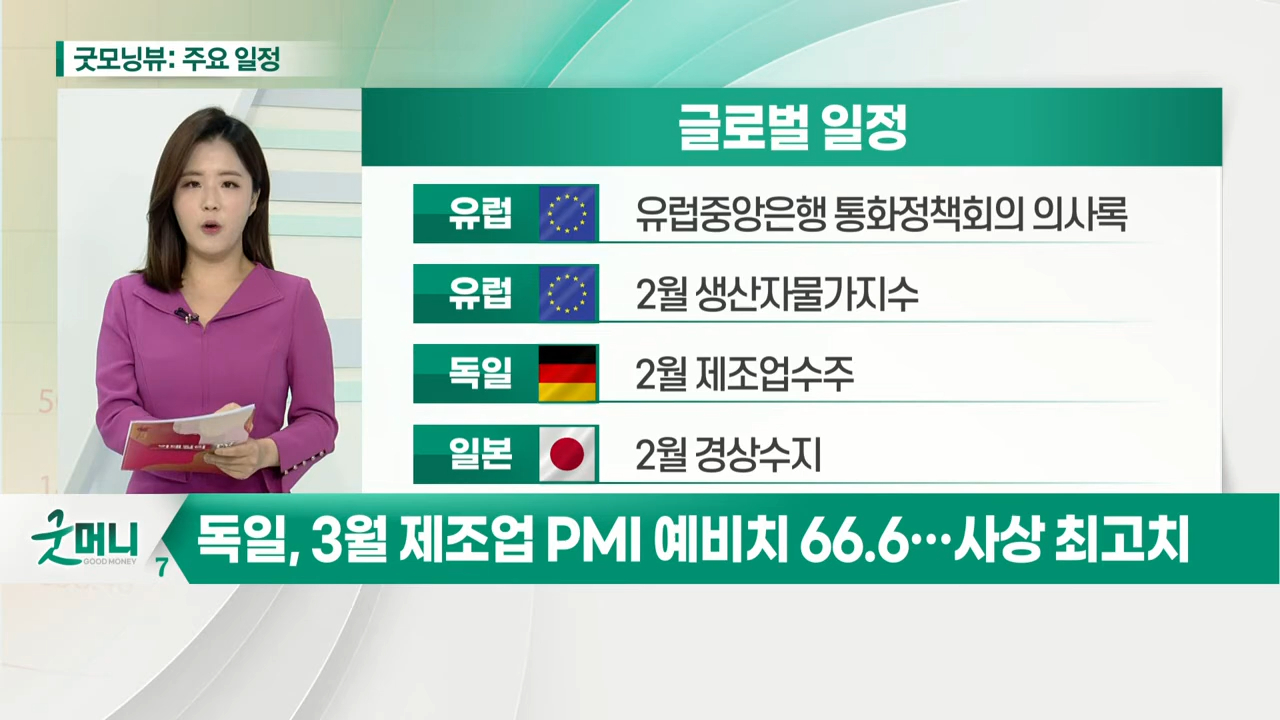 굿모닝뷰: 주요 일정
글로벌 일정
유럽 유럽중앙은행 통화정책회의 의사록
유럽 2월 생산자물가지수
독일 2월 제조업수주
일본 2월 경상수지
굿머니
GOOD MONEY
7
독일, 3월 제조업 PMI 예비치 66.6…사상 최고치